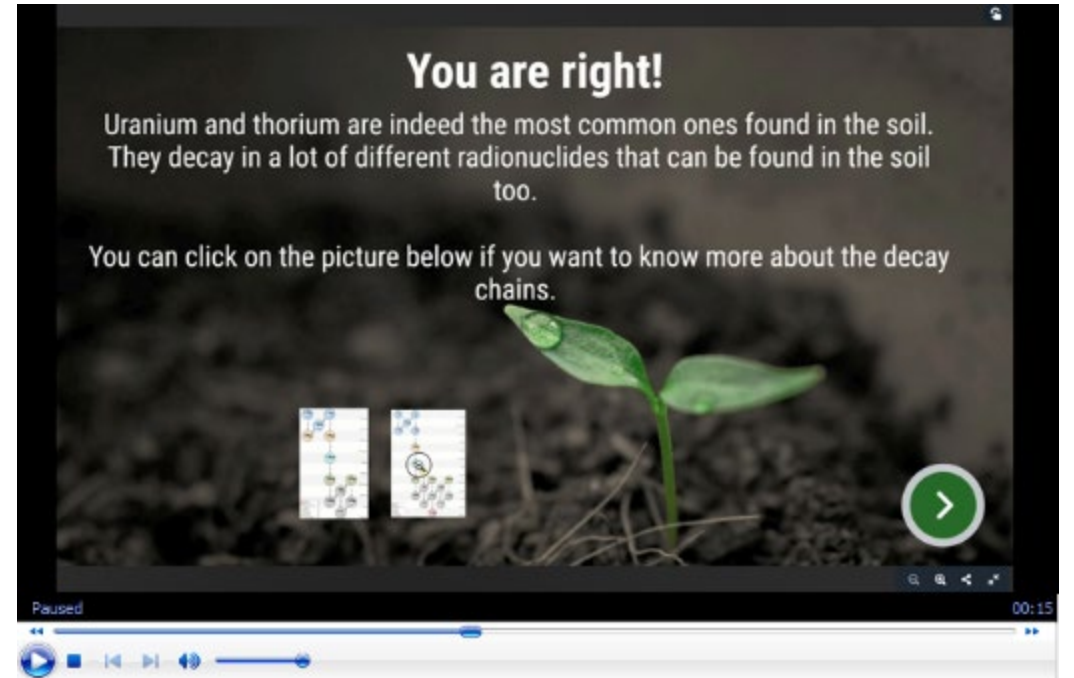 You are right!
Uranium and thorium are indeed the most common ones found in the soil.
They decay in a lot of different radionuclides that can be found in the soil
too.
You can click on the picture below if you want to know more about the decay
chains.
Paused
00:15